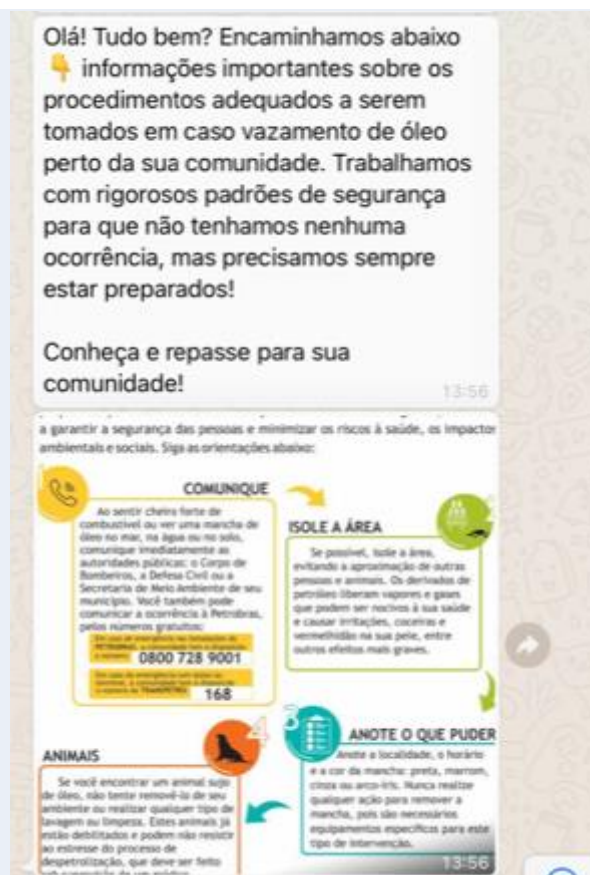 Olá! Tudo bem? Encaminhamos abaixo
👇 informações importantes sobre os
procedimentos adequados a serem
tomados em caso vazamento de óleo
perto da sua comunidade. Trabalhamos
com rigorosos padrões de segurança
para que não tenhamos nenhuma
ocorrência, mas precisamos sempre
estar preparados!
Conheça e repasse para sua
comunidade!
13:56
a garantir a segurança das pessoas e minimizar os riscos à saúde, os impactos
ambientais e sociais. Siga as orientações abaixo:
COMUNIQUE
Ao sentir cheiro forte de
combustível ou ver uma mancha de
óleo no mar, na água ou no solo,
comunique imediatamente as
autoridades públicas: o Corpo de
Bombeiros, a Defesa Civil ou a
Secretaria de Meio Ambiente de seu
município. Você também pode
comunicar a ocorrência à Petrobras,
pelos números gratuitos:
0800 728 9001
168
ISOLE A ÁREA
Se possível, isole a área,
evitando a aproximação de outras
pessoas e animais. Os derivados de
petróleo liberam vapores e gases
que podem ser nocivos à sua saúde
e causar irritações, coceiras e
vermelhidão na sua pele, entre
outros efeitos mais graves.
3
ANOTE O QUE PUDER
Anote a localidade, o horário
e a cor da mancha: preta, marrom,
cinza ou arco-íris. Nunca realize
qualquer ação para remover a
mancha, pois são necessários
equipamentos específicos para este
tipo de intervenção.
4
ANIMAIS
Se você encontrar um animal sujo
de óleo, não tente removê-lo de seu
ambiente ou realizar qualquer tipo de
lavagem ou limpeza. Estes animais já
estão debilitados e podem não resistir
ao estresse do processo de
despetrolização, que deve ser feito
13:56